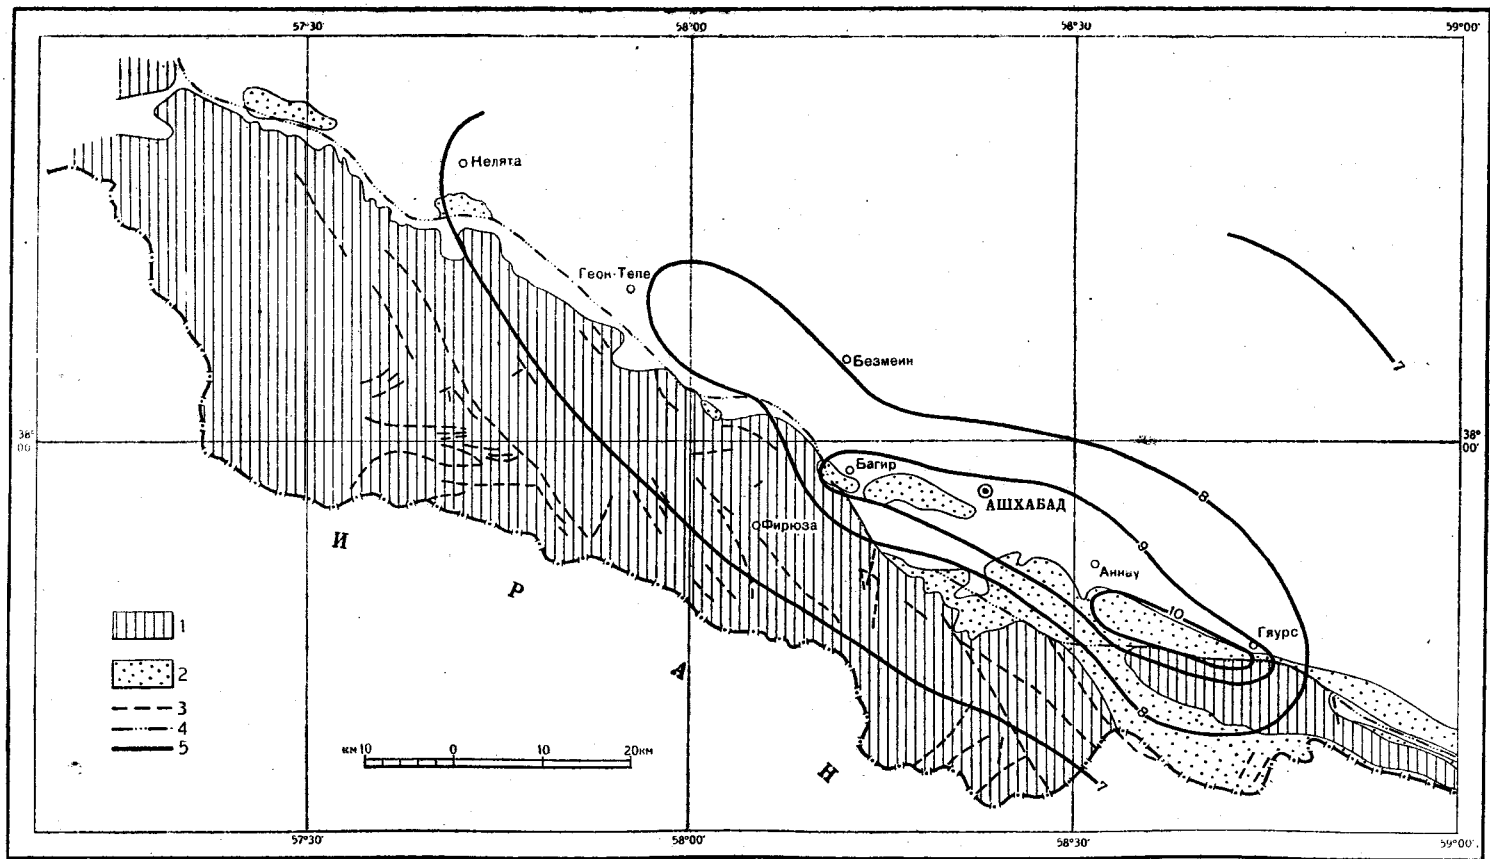 57°30' 58°00' 58°30' 59°00'
Нелята
Геок-Тепе
Безмеин
7
38°00' 38°00'
Багир
АШХАБАД
8
Фирюза
9
Аннау
10
Гяурс
И
Р
А
Н
8
7
1
2
3
4
5
км 10 0 10 20км
57°30' 58°00' 58°30' 59°00'